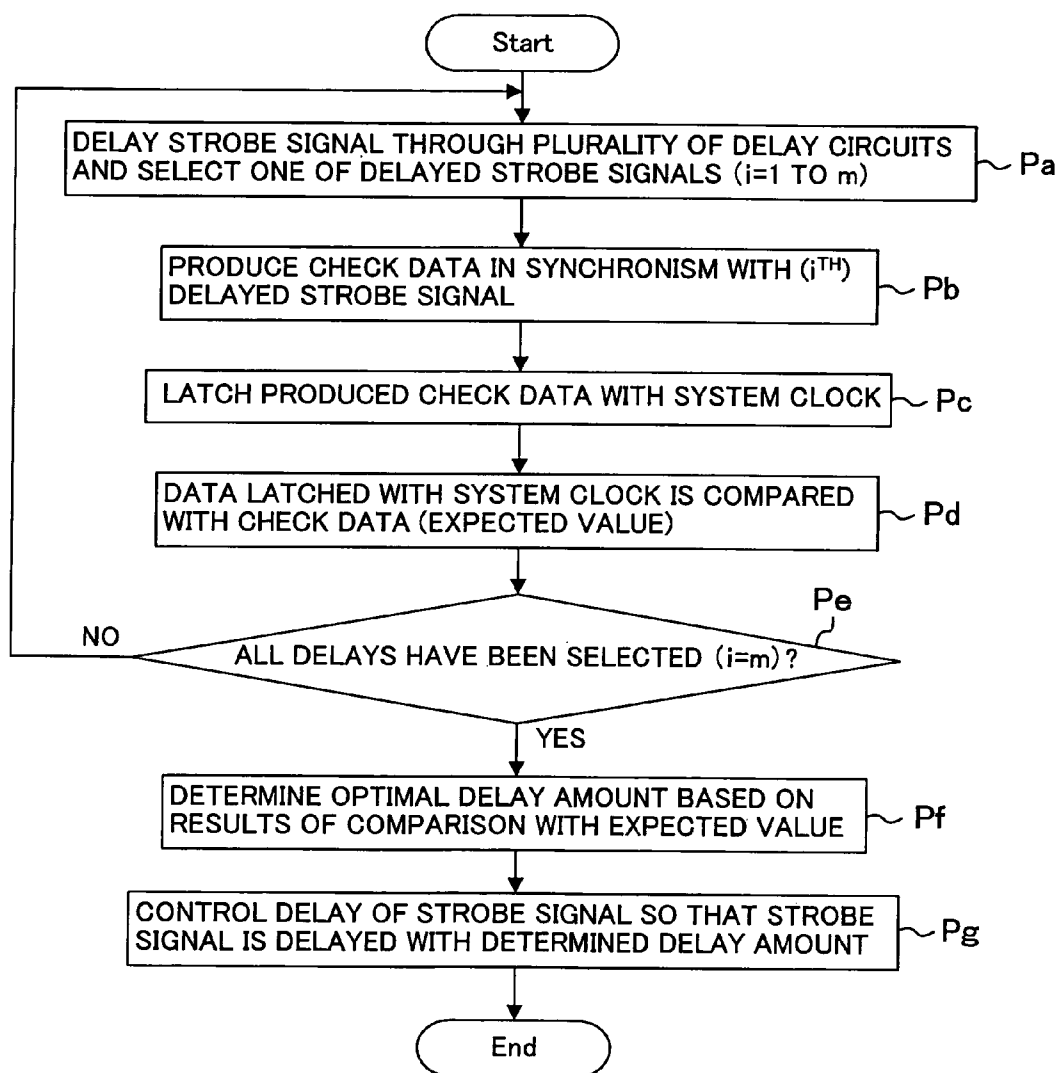 Start
DELAY STROBE SIGNAL THROUGH PLURALITY OF DELAY CIRCUITS
AND SELECT ONE OF DELAYED STROBE SIGNALS (i=1 TO m)
Pa
PRODUCE CHECK DATA IN SYNCHRONISM WITH (iTH)
DELAYED STROBE SIGNAL
Pb
LATCH PRODUCED CHECK DATA WITH SYSTEM CLOCK
Pc
DATA LATCHED WITH SYSTEM CLOCK IS COMPARED
WITH CHECK DATA (EXPECTED VALUE)
Pd
Pe
NO
ALL DELAYS HAVE BEEN SELECTED (i=m)?
YES
DETERMINE OPTIMAL DELAY AMOUNT BASED ON
RESULTS OF COMPARISON WITH EXPECTED VALUE
Pf
CONTROL DELAY OF STROBE SIGNAL SO THAT STROBE
SIGNAL IS DELAYED WITH DETERMINED DELAY AMOUNT
Pg
End